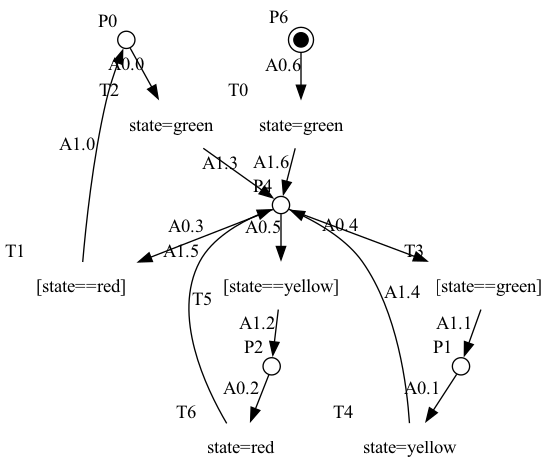 P6
P0
A0.0
A0.6
T2
T0
state=green
state=green
A1.0
A1.3
A1.6
P4
A0.3
A0.5
A0.4
T1
A1.5
T3
[state==red]
[state==yellow]
[state==green]
T5
A1.4
A1.2
A1.1
P2
P1
A0.2
A0.1
T6
T4
state=red
state=yellow